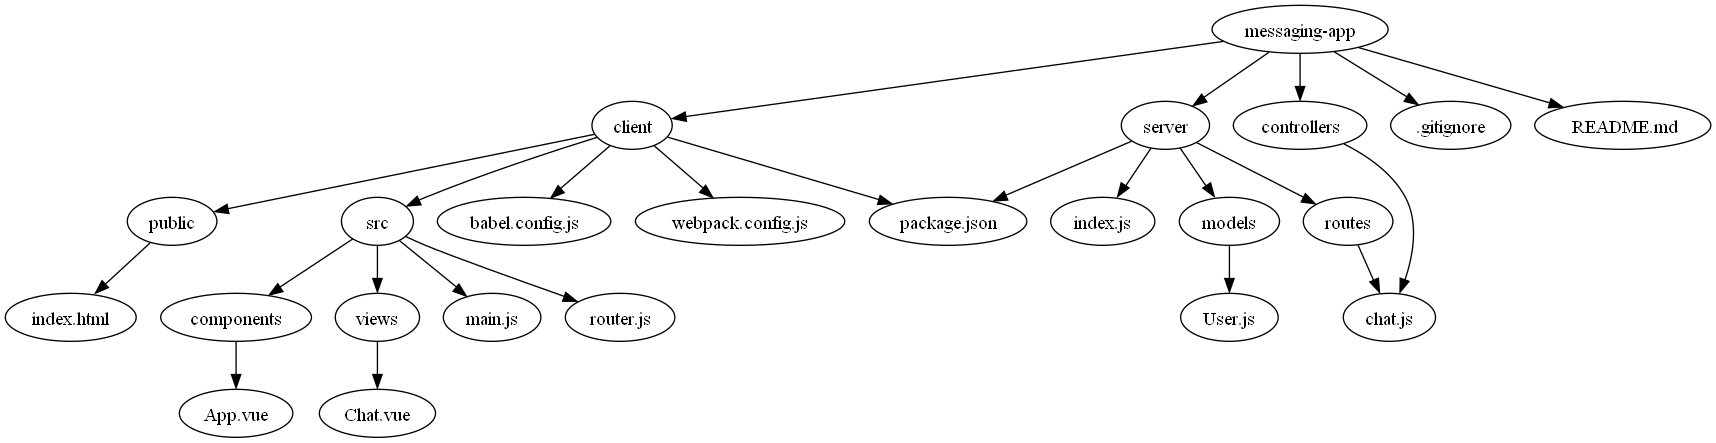 messaging-app
client
server
controllers
.gitignore
README.md
public
src
babel.config.js
webpack.config.js
package.json
index.js
models
routes
index.html
components
views
main.js
router.js
User.js
chat.js
App.vue
Chat.vue